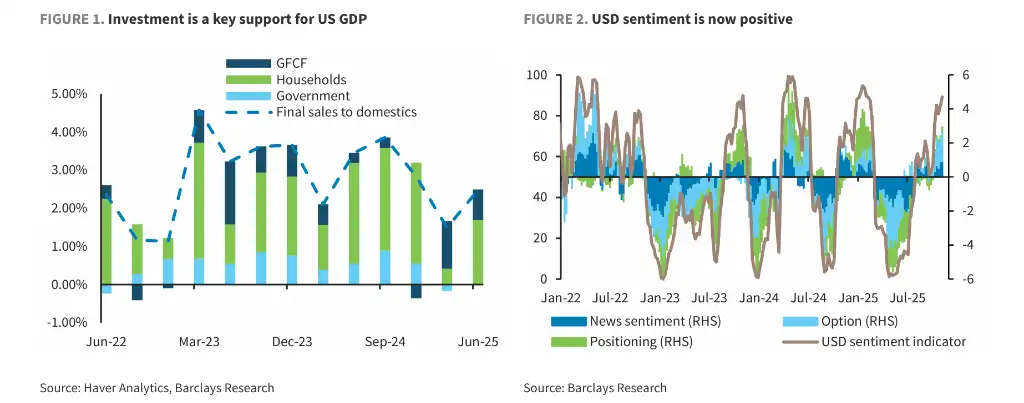 FIGURE 1. Investment is a key support for US GDP
GFCF
Households
Government
Final sales to domestics
5.00%
4.00%
3.00%
2.00%
1.00%
0.00%
-1.00%
Jun-22
Mar-23
Dec-23
Sep-24
Jun-25
Source: Haver Analytics, Barclays Research
FIGURE 2. USD sentiment is now positive
100
80
60
40
20
0
6
4
2
0
-2
-4
-6
Jan-22
Jul-22
Jan-23
Jul-23
Jan-24
Jul-24
Jan-25
Jul-25
News sentiment (RHS)
Option (RHS)
Positioning (RHS)
USD sentiment indicator
Source: Barclays Research